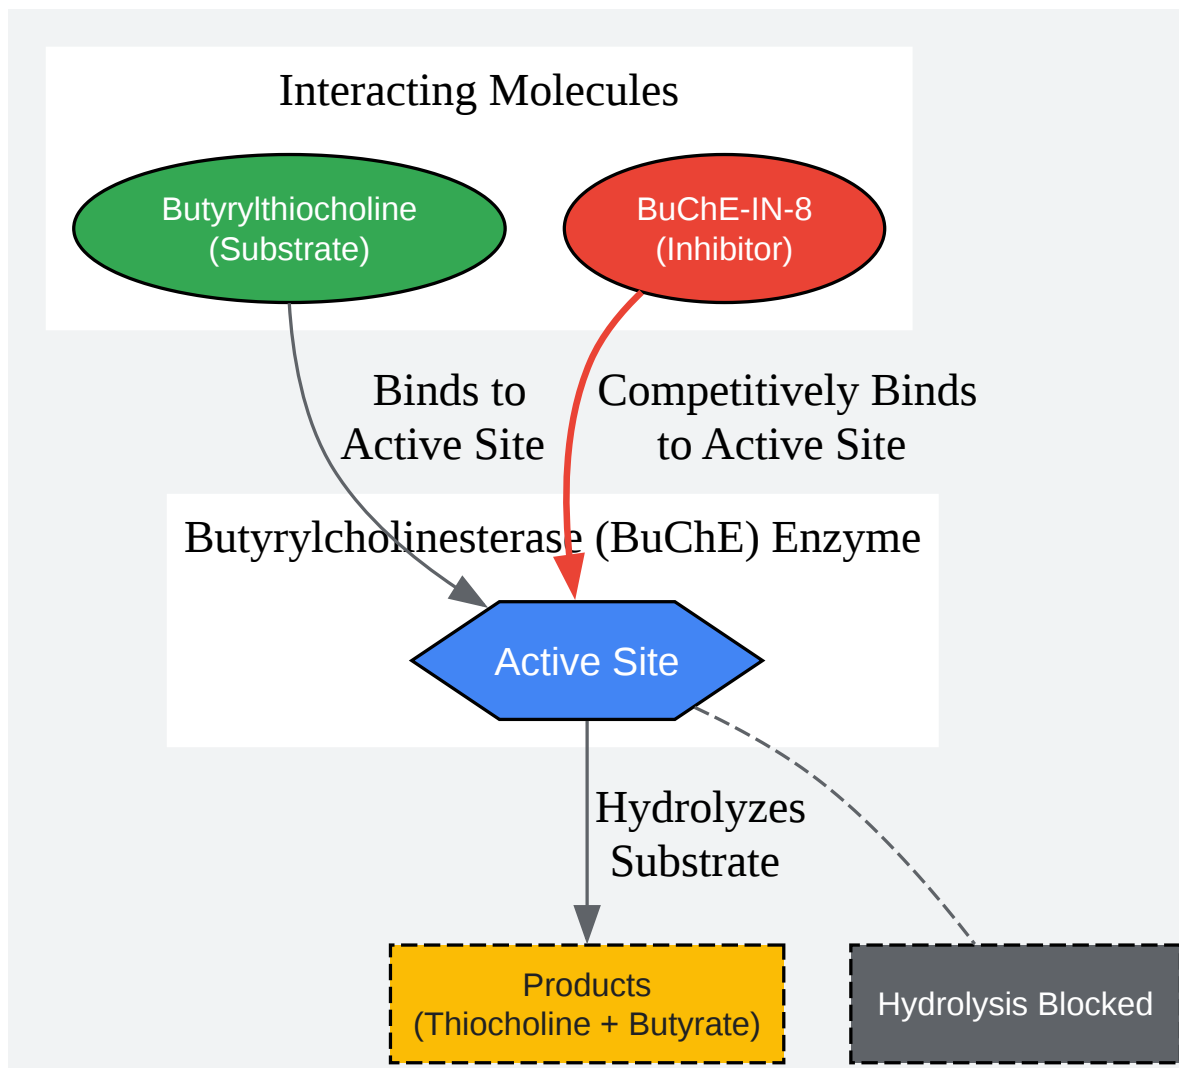 Interacting Molecules
Butyrylthiocholine
(Substrate)
BuChE-IN-8
(Inhibitor)
Binds to
Active Site
Competitively Binds
to Active Site
Butyrylcholinesterase (BuChE) Enzyme
Active Site
Hydrolyzes
Substrate
Products
(Thiocholine + Butyrate)
Hydrolysis Blocked